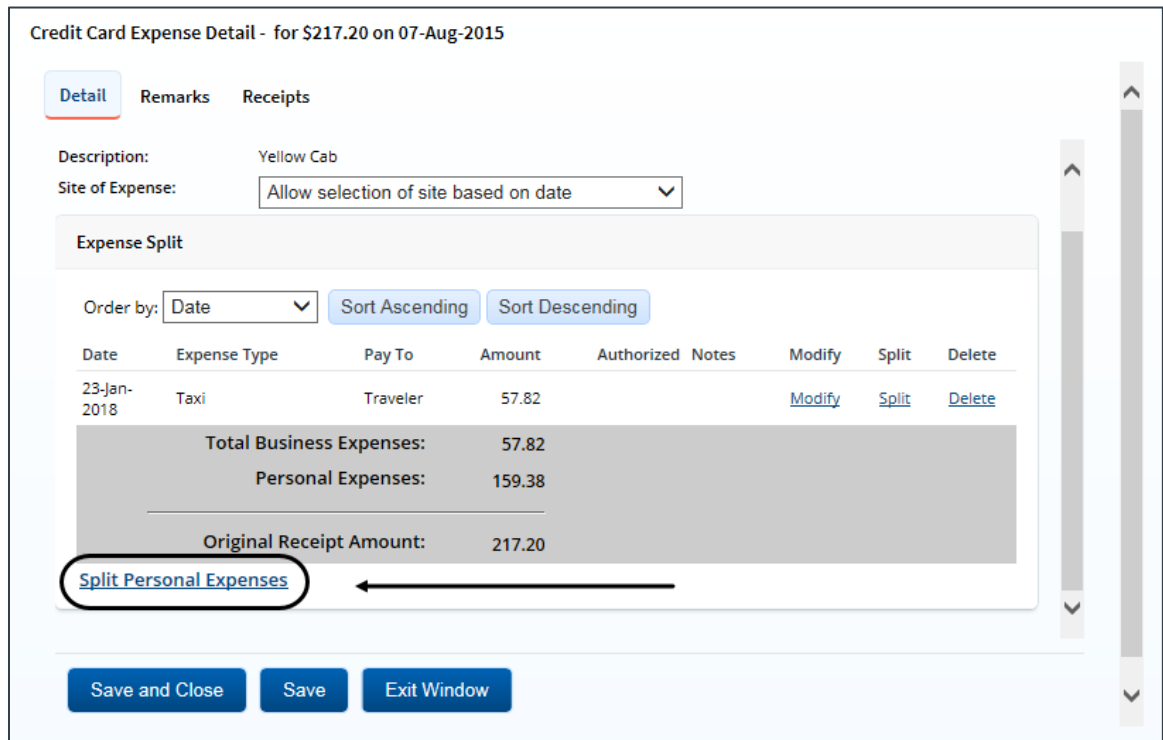 Credit Card Expense Detail - for $217.20 on 07-Aug-2015
Detail Remarks Receipts
Description: Yellow Cab
Site of Expense: Allow selection of site based on date
Expense Split
Order by: Date Sort Ascending Sort Descending
Date Expense Type Pay To Amount Authorized Notes Modify Split Delete
23-Jan-
2018 Taxi Traveler 57.82 Modify Split Delete
Total Business Expenses: 57.82
Personal Expenses: 159.38
Original Receipt Amount: 217.20
Split Personal Expenses
Save and Close Save Exit Window